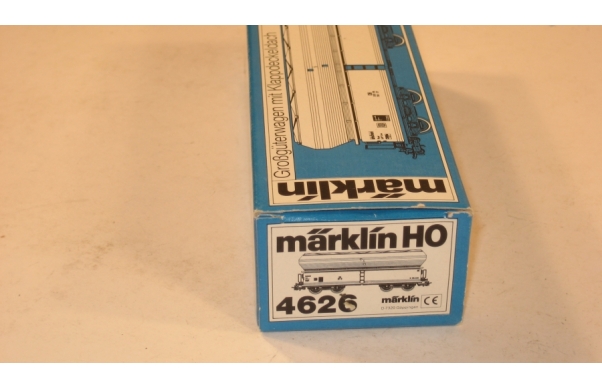 Großgüterwagen mit Klappdeckeldach
märklin
märklin HO
4626
märklin CE